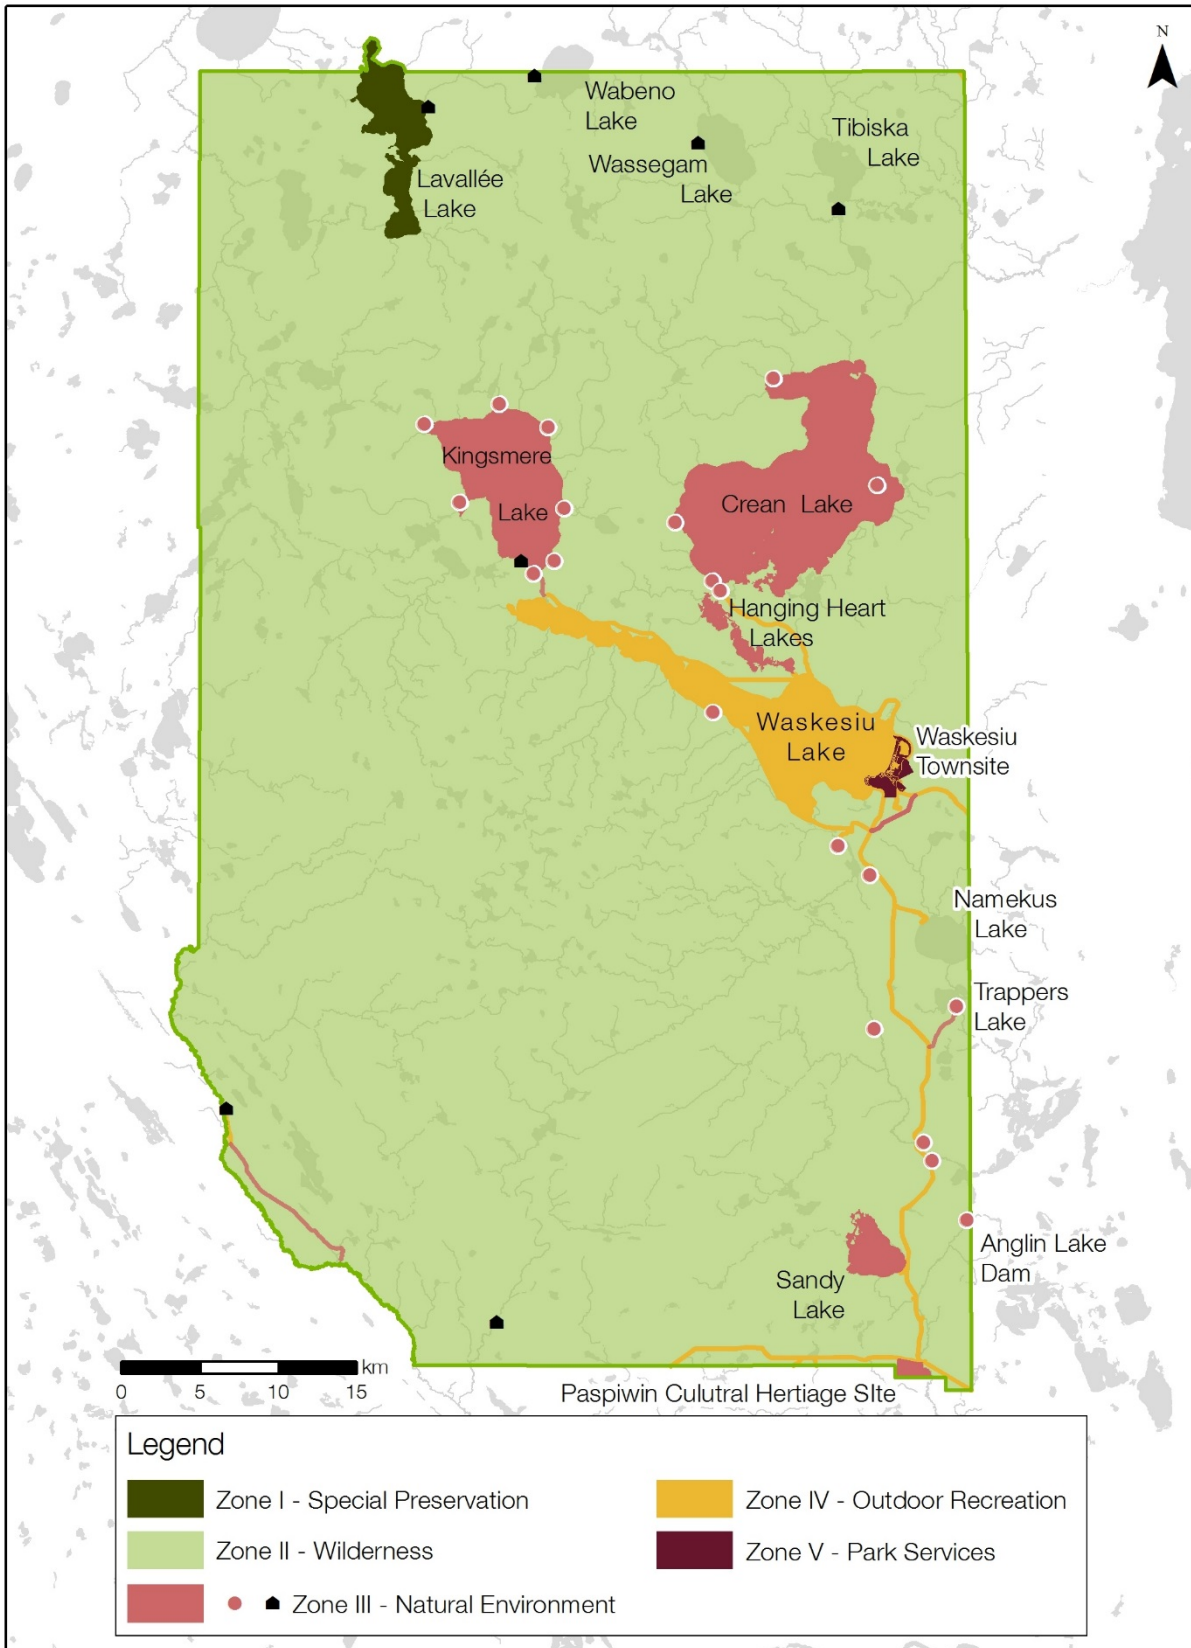 N
Wabeno
Lake
Tibiska
Lake
Wassegam
Lake
Lavallée
Lake
Kingsmere
Lake
Crean Lake
Hanging Heart
Lakes
Waskesiu
Lake
Waskesiu
Townsite
Namekus
Lake
Trappers
Lake
Anglin Lake
Dam
Sandy
Lake
km
0 5 10 15
Paspiwin Culutral Hertiage SIte
Legend
Zone I - Special Preservation
Zone IV - Outdoor Recreation
Zone II - Wilderness
Zone V - Park Services
Zone III - Natural Environment